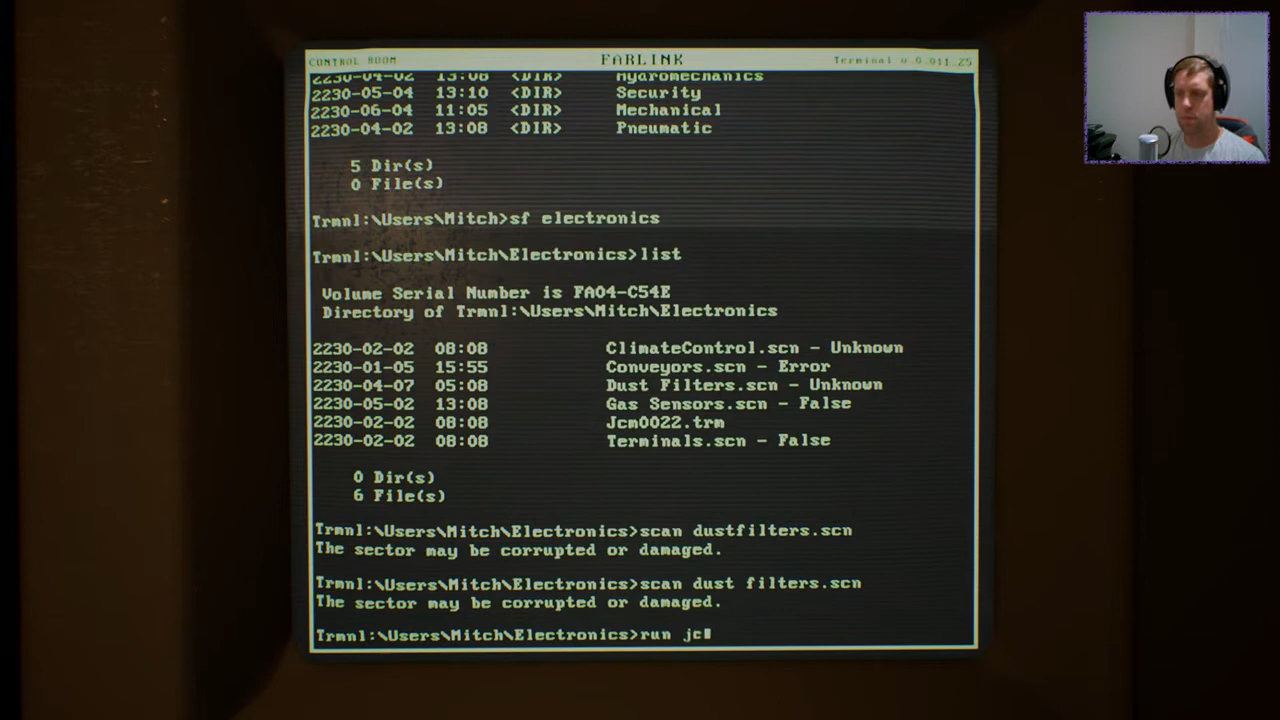 CONTROL ROOM FARLINK Terminal v.0.011.25
2230-04-02 13:08 <DIR> Hydromechanics
2230-05-04 13:10 <DIR> Security
2230-06-04 11:05 <DIR> Mechanical
2230-04-02 13:08 <DIR> Pneumatic
5 Dir(s)
0 File(s)
Trmnl:\Users\Mitch>sf electronics
Trmnl:\Users\Mitch\Electronics>list
Volume Serial Number is FA04-C54E
Directory of Trmnl:\Users\Mitch\Electronics
2230-02-02 08:08 ClimateControl.scn - Unknown
2230-01-05 15:55 Conveyors.scn - Error
2230-04-07 05:08 Dust Filters.scn - Unknown
2230-05-02 13:08 Gas Sensors.scn - False
2230-02-02 08:08 Jcm0022.trm
2230-02-02 08:08 Terminals.scn - False
0 Dir(s)
6 File(s)
Trmnl:\Users\Mitch\Electronics>scan dustfilters.scn
The sector may be corrupted or damaged.
Trmnl:\Users\Mitch\Electronics>scan dust filters.scn
The sector may be corrupted or damaged.
Trmnl:\Users\Mitch\Electronics>run jc